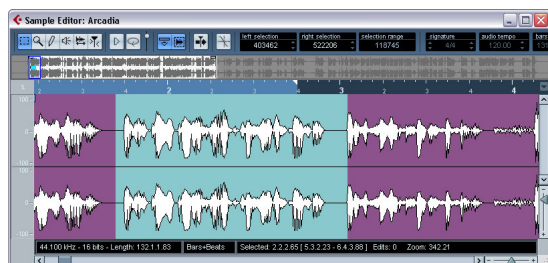 Sample Editor: Arcadia
left selection right selection selection range signature audio tempo bars
403462 522206 118745 4/4 120.00
2 2 3 4 4
100
0
-100
100
0
-100
44.100 kHz - 16 bits - Length: 132.1.1.83 Bars+Beats Selected: 2.2.2.65 [ 5.3.2.23 - 6.4.3.88 ] Edits: 0 Zoom: 342.21